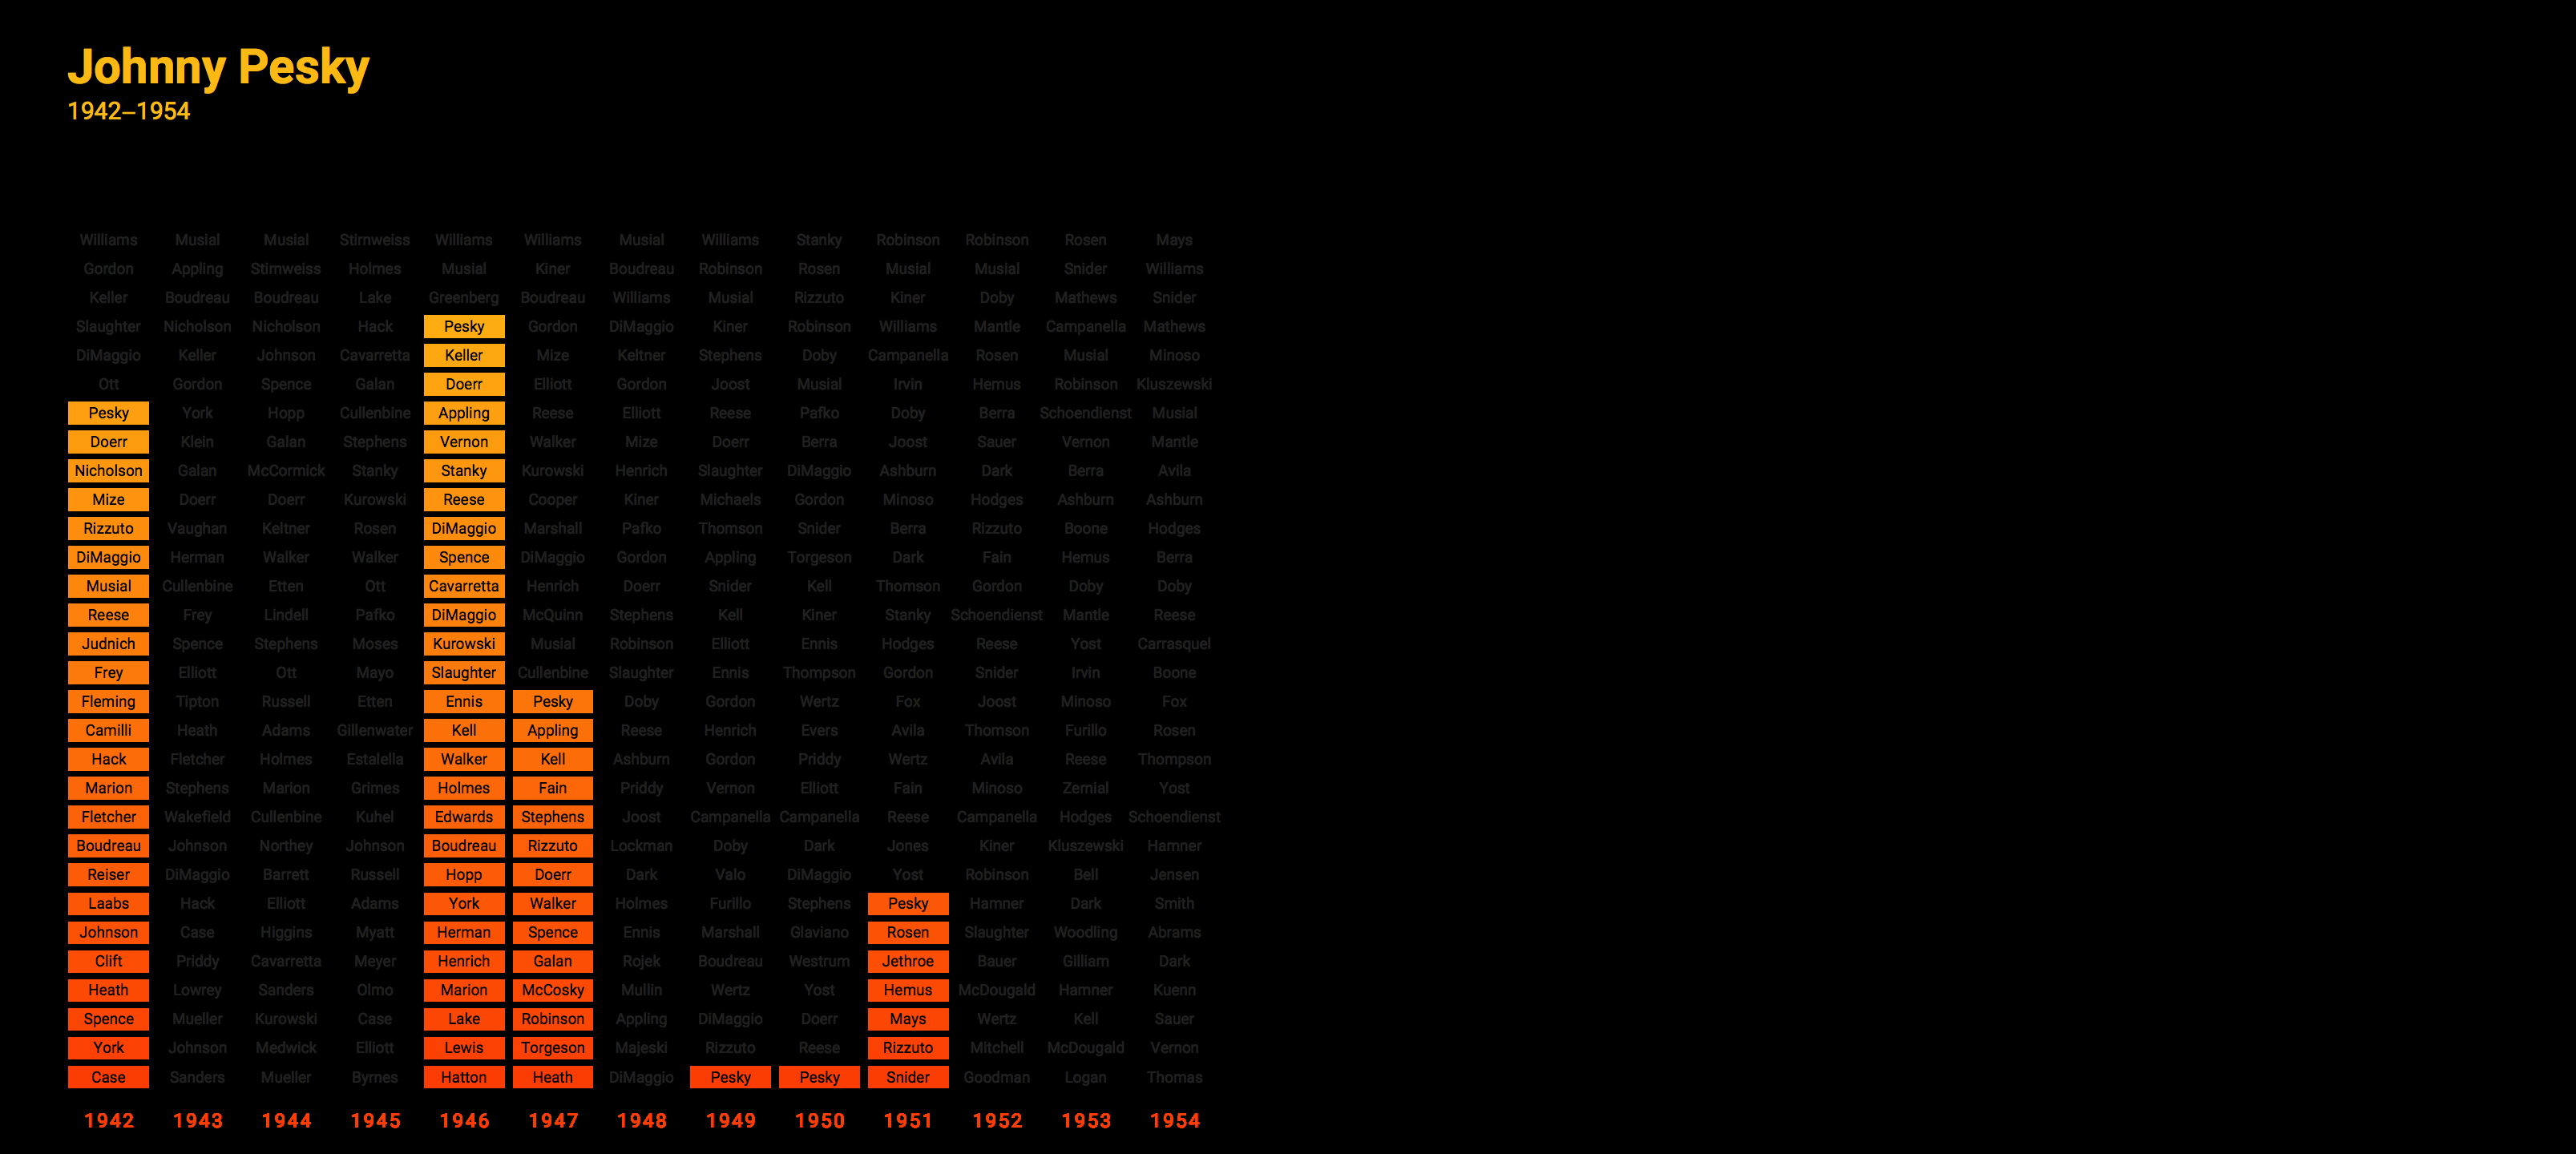 Johnny Pesky
1942–1954
Williams Musial Musial Stirnweiss Williams Williams Musial Williams Stanky Robinson Robinson Rosen Mays
Gordon Appling Stirnweiss Holmes Musial Kiner Boudreau Robinson Rosen Musial Musial Snider Williams
Keller Boudreau Boudreau Lake Greenberg Boudreau Williams Musial Rizzuto Kiner Doby Mathews Snider
Slaughter Nicholson Nicholson Hack Pesky Gordon DiMaggio Kiner Robinson Williams Mantle Campanella Mathews
DiMaggio Keller Johnson Cavarretta Keller Mize Keltner Stephens Doby Campanella Rosen Musial Minoso
Ott Gordon Spence Galan Doerr Elliott Gordon Joost Musial Irvin Hemus Robinson Kluszewski
Pesky York Hopp Cullenbine Appling Reese Elliott Reese Pafko Doby Berra Schoendienst Musial
Doerr Klein Galan Stephens Vernon Walker Mize Doerr Berra Joost Sauer Vernon Mantle
Nicholson Galan McCormick Stanky Stanky Kurowski Henrich Slaughter DiMaggio Ashburn Dark Berra Avila
Mize Doerr Doerr Kurowski Reese Cooper Kiner Michaels Gordon Minoso Hodges Ashburn Ashburn
Rizzuto Vaughan Keltner Rosen DiMaggio Marshall Pafko Thomson Snider Berra Rizzuto Boone Hodges
DiMaggio Herman Walker Walker Spence DiMaggio Gordon Appling Torgeson Dark Fain Hemus Berra
Musial Cullenbine Etten Ott Cavarretta Henrich Doerr Snider Kell Thomson Gordon Doby Doby
Reese Frey Lindell Pafko DiMaggio McQuinn Stephens Kell Kiner Stanky Schoendienst Mantle Reese
Judnich Spence Stephens Moses Kurowski Musial Robinson Elliott Ennis Hodges Reese Yost Carrasquel
Frey Elliott Ott Mayo Slaughter Cullenbine Slaughter Ennis Thompson Gordon Snider Irvin Boone
Fleming Tipton Russell Etten Ennis Pesky Doby Gordon Wertz Fox Joost Minoso Fox
Camilli Heath Adams Gillenwater Kell Appling Reese Henrich Evers Avila Thomson Furillo Rosen
Hack Fletcher Holmes Estalella Walker Kell Ashburn Gordon Priddy Wertz Avila Reese Thompson
Marion Stephens Marion Grimes Holmes Fain Priddy Vernon Elliott Fain Minoso Zernial Yost
Fletcher Wakefield Cullenbine Kuhel Edwards Stephens Joost Campanella Campanella Reese Campanella Hodges Schoendienst
Boudreau Johnson Northey Johnson Boudreau Rizzuto Lockman Doby Dark Jones Kiner Kluszewski Hamner
Reiser DiMaggio Barrett Russell Hopp Doerr Dark Valo DiMaggio Yost Robinson Bell Jensen
Laabs Hack Elliott Adams York Walker Holmes Furillo Stephens Pesky Hamner Dark Smith
Johnson Case Higgins Myatt Herman Spence Ennis Marshall Glaviano Rosen Slaughter Woodling Abrams
Clift Priddy Cavarretta Meyer Henrich Galan Rojek Boudreau Westrum Jethroe Bauer Gilliam Dark
Heath Lowrey Sanders Olmo Marion McCosky Mullin Wertz Yost Hemus McDougald Hamner Kuenn
Spence Mueller Kurowski Case Lake Robinson Appling DiMaggio Doerr Mays Wertz Kell Sauer
York Johnson Medwick Elliott Lewis Torgeson Majeski Rizzuto Reese Rizzuto Mitchell McDougald Vernon
Case Sanders Mueller Byrnes Hatton Heath DiMaggio Pesky Pesky Snider Goodman Logan Thomas
1942 1943 1944 1945 1946 1947 1948 1949 1950 1951 1952 1953 1954